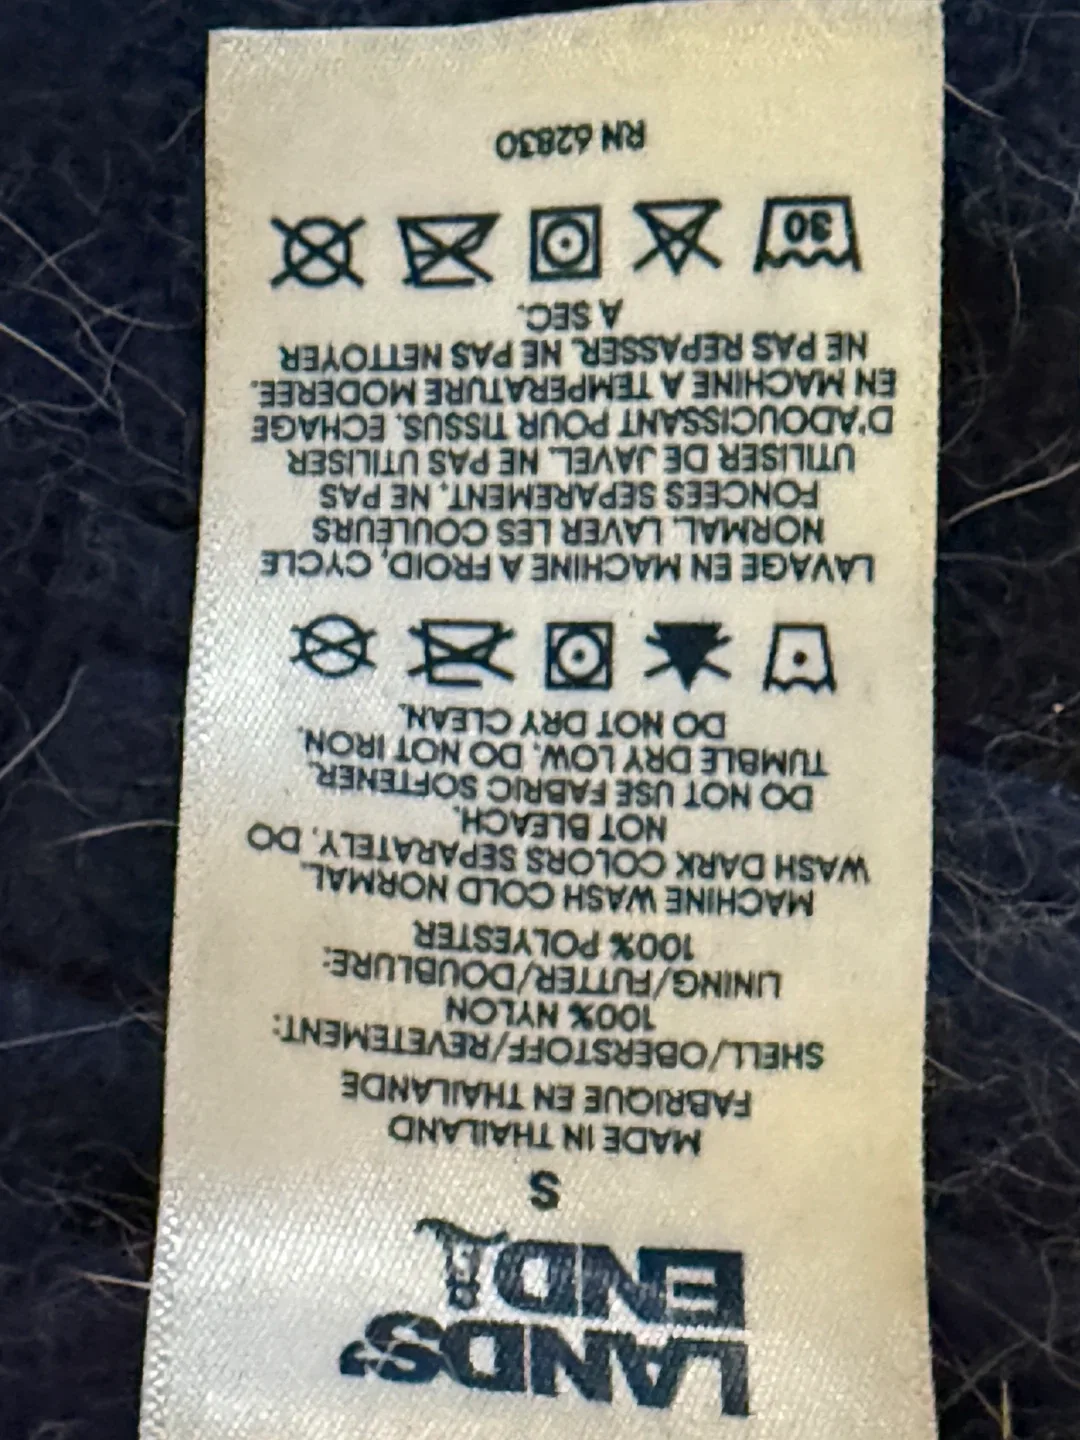 LANDS'
END
S
MADE IN THAILAND
FABRIQUE EN THAILANDE
SHELL/OBERSTOFF/REVETEMENT:
100% NYLON
LINING/FUTTER/DOUBLURE:
100% POLYESTER
MACHINE WASH COLD NORMAL.
WASH DARK COLORS SEPARATELY. DO
NOT BLEACH.
DO NOT USE FABRIC SOFTENER.
TUMBLE DRY LOW. DO NOT IRON.
DO NOT DRY CLEAN.
LAVAGE EN MACHINE A FROID, CYCLE
NORMAL. LAVER LES COULEURS
FONCEES SEPAREMENT. NE PAS
UTILISER DE JAVEL. NE PAS UTILISER
D'ADOUCISSANT POUR TISSUS. ECHAGE
EN MACHINE A TEMPERATURE MODEREE.
NE PAS REPASSER. NE PAS NETTOYER
A SEC.
30
RN 62830